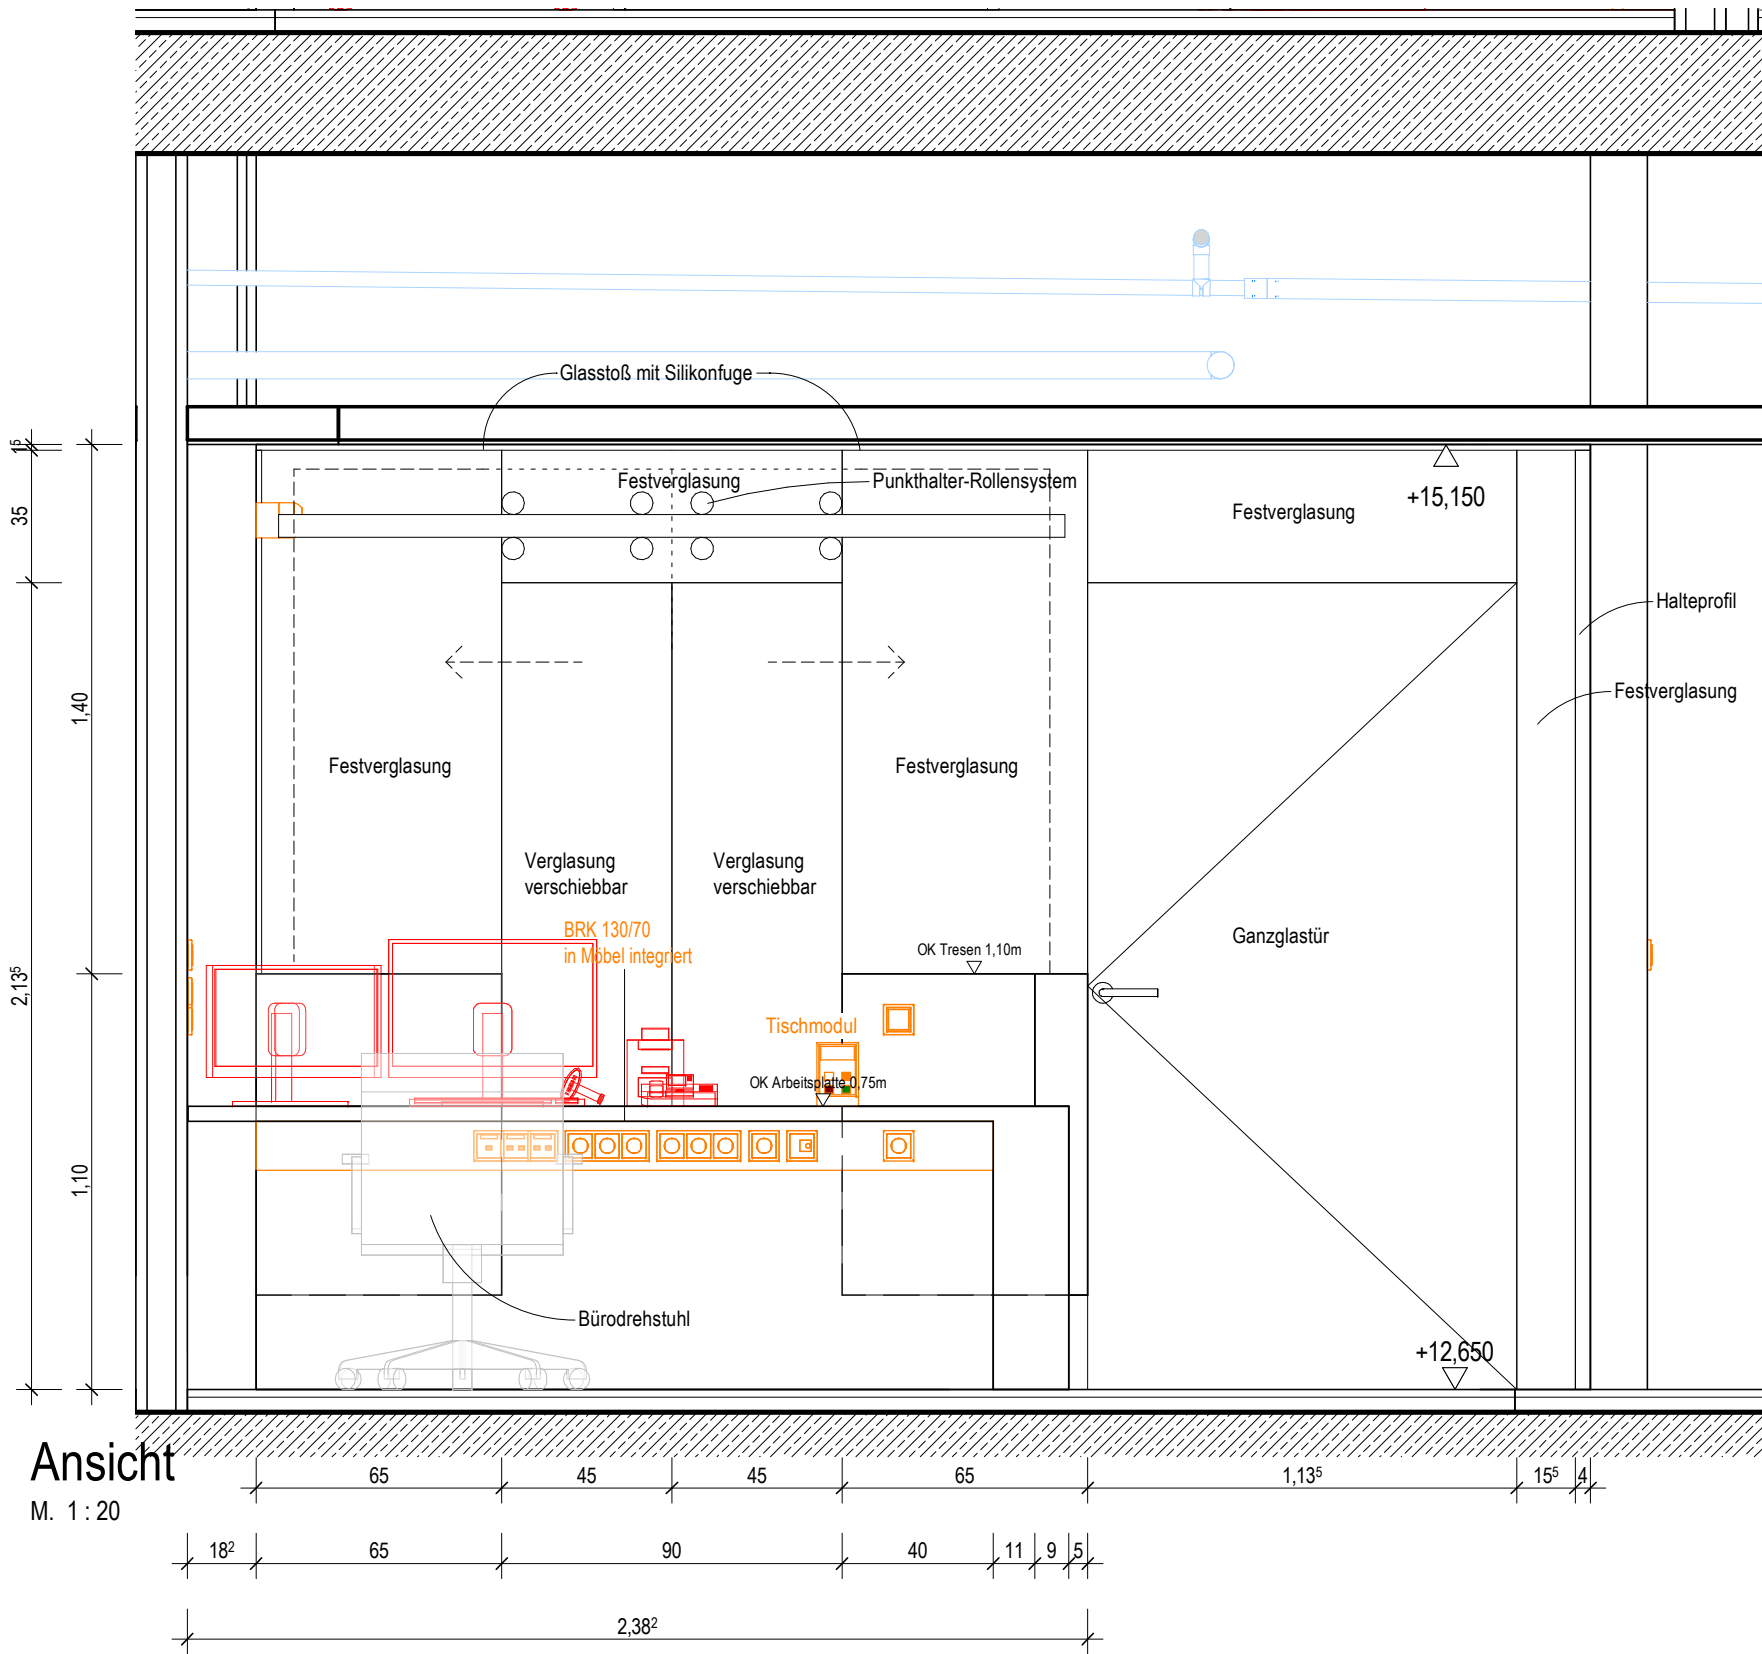 Glasstoß mit Silikonfuge
1⁵
Festverglasung
Punkthalter-Rollensystem
+15,150
35
Festverglasung
Halteprofil
1,40
Festverglasung
Festverglasung
Festverglasung
Verglasung
verschiebbar
Verglasung
verschiebbar
BRK 130/70
in Möbel integriert
Ganzglastür
OK Tresen 1,10m
2,13⁵
Tischmodul
OK Arbeitsplatte 0.75m
1,10
Bürodrehstuhl
+12,650
Ansicht
M. 1 : 20
65
45
45
65
1,13⁵
15⁵
4
18²
65
90
40
11
9
5
2,38²